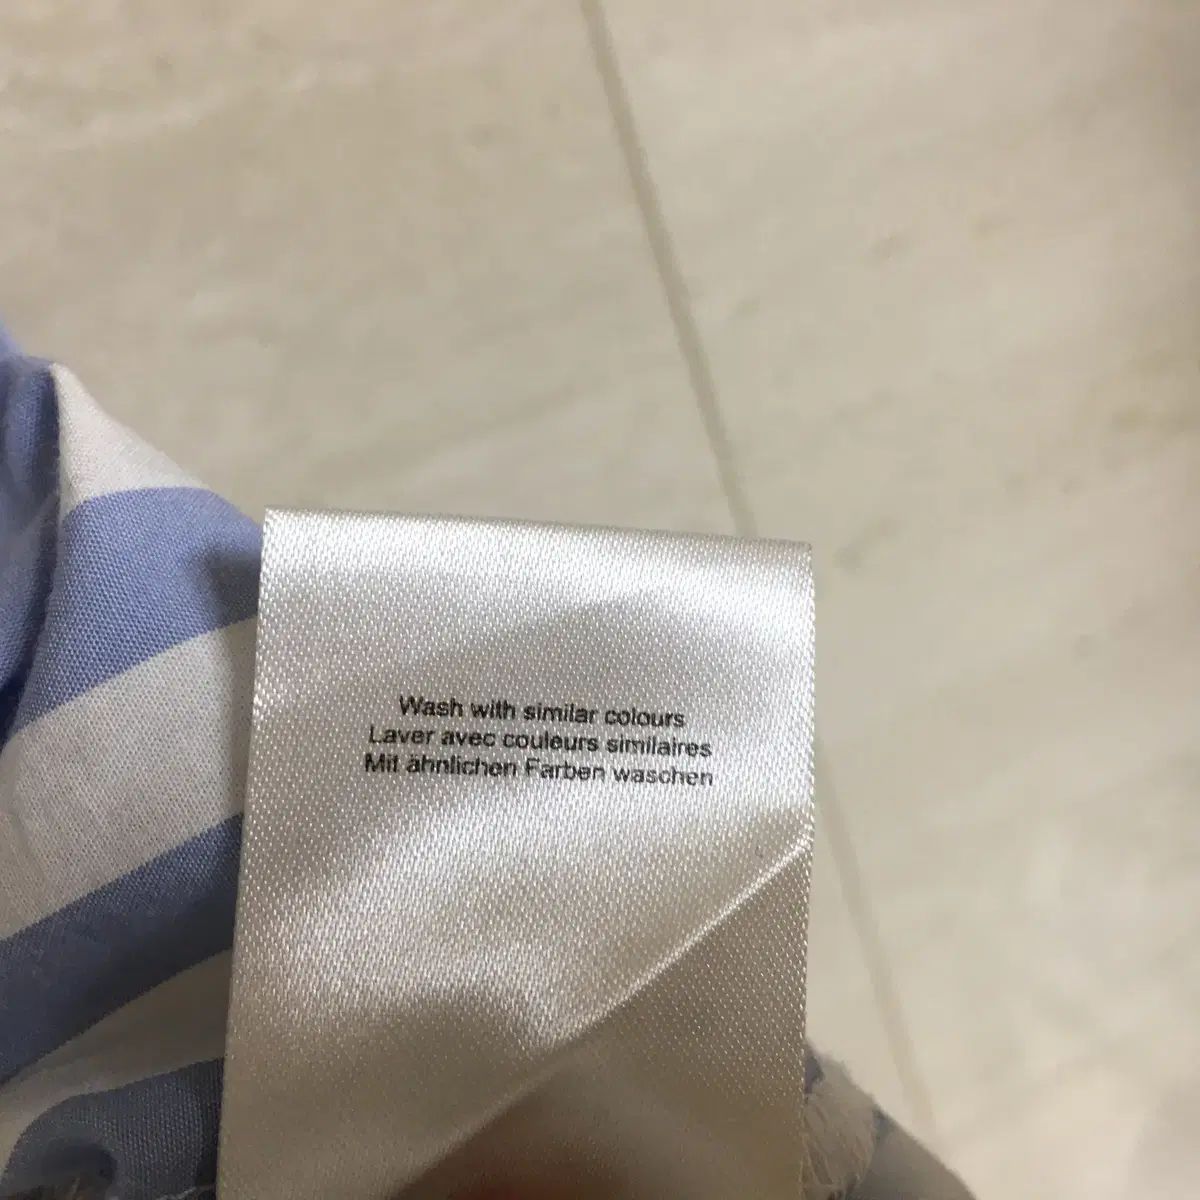 Wash with similar colours
Laver avec couleurs similaires
Mit ähnlichen Farben waschen